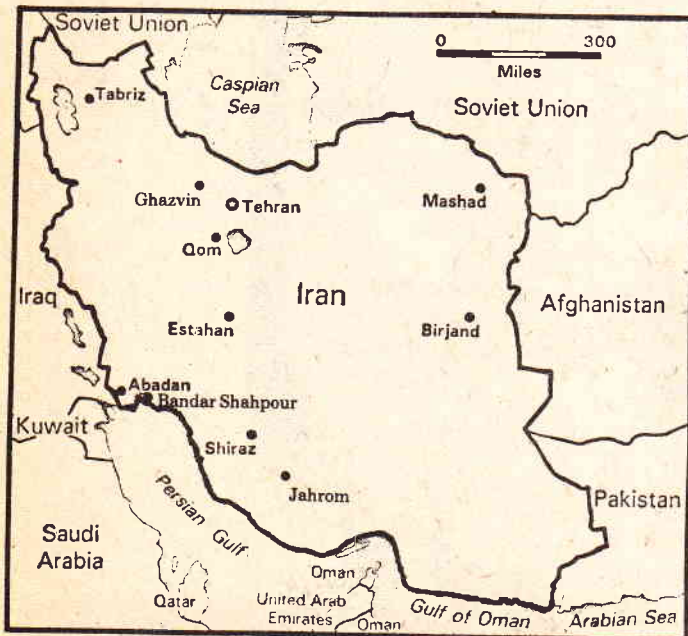 Soviet Union
0 300
Miles
Caspian
Sea
Soviet Union
Tabriz
Ghazvin
Tehran
Mashad
Qom
Iran
Iraq
Estahan
Birjand
Afghanistan
Abadan
Bandar Shahpour
Kuwait
Shiraz
Jahrom
Persian Gulf
Pakistan
Saudi
Arabia
Oman
Qatar
United Arab
Emirates
Oman
Gulf of Oman
Arabian Sea